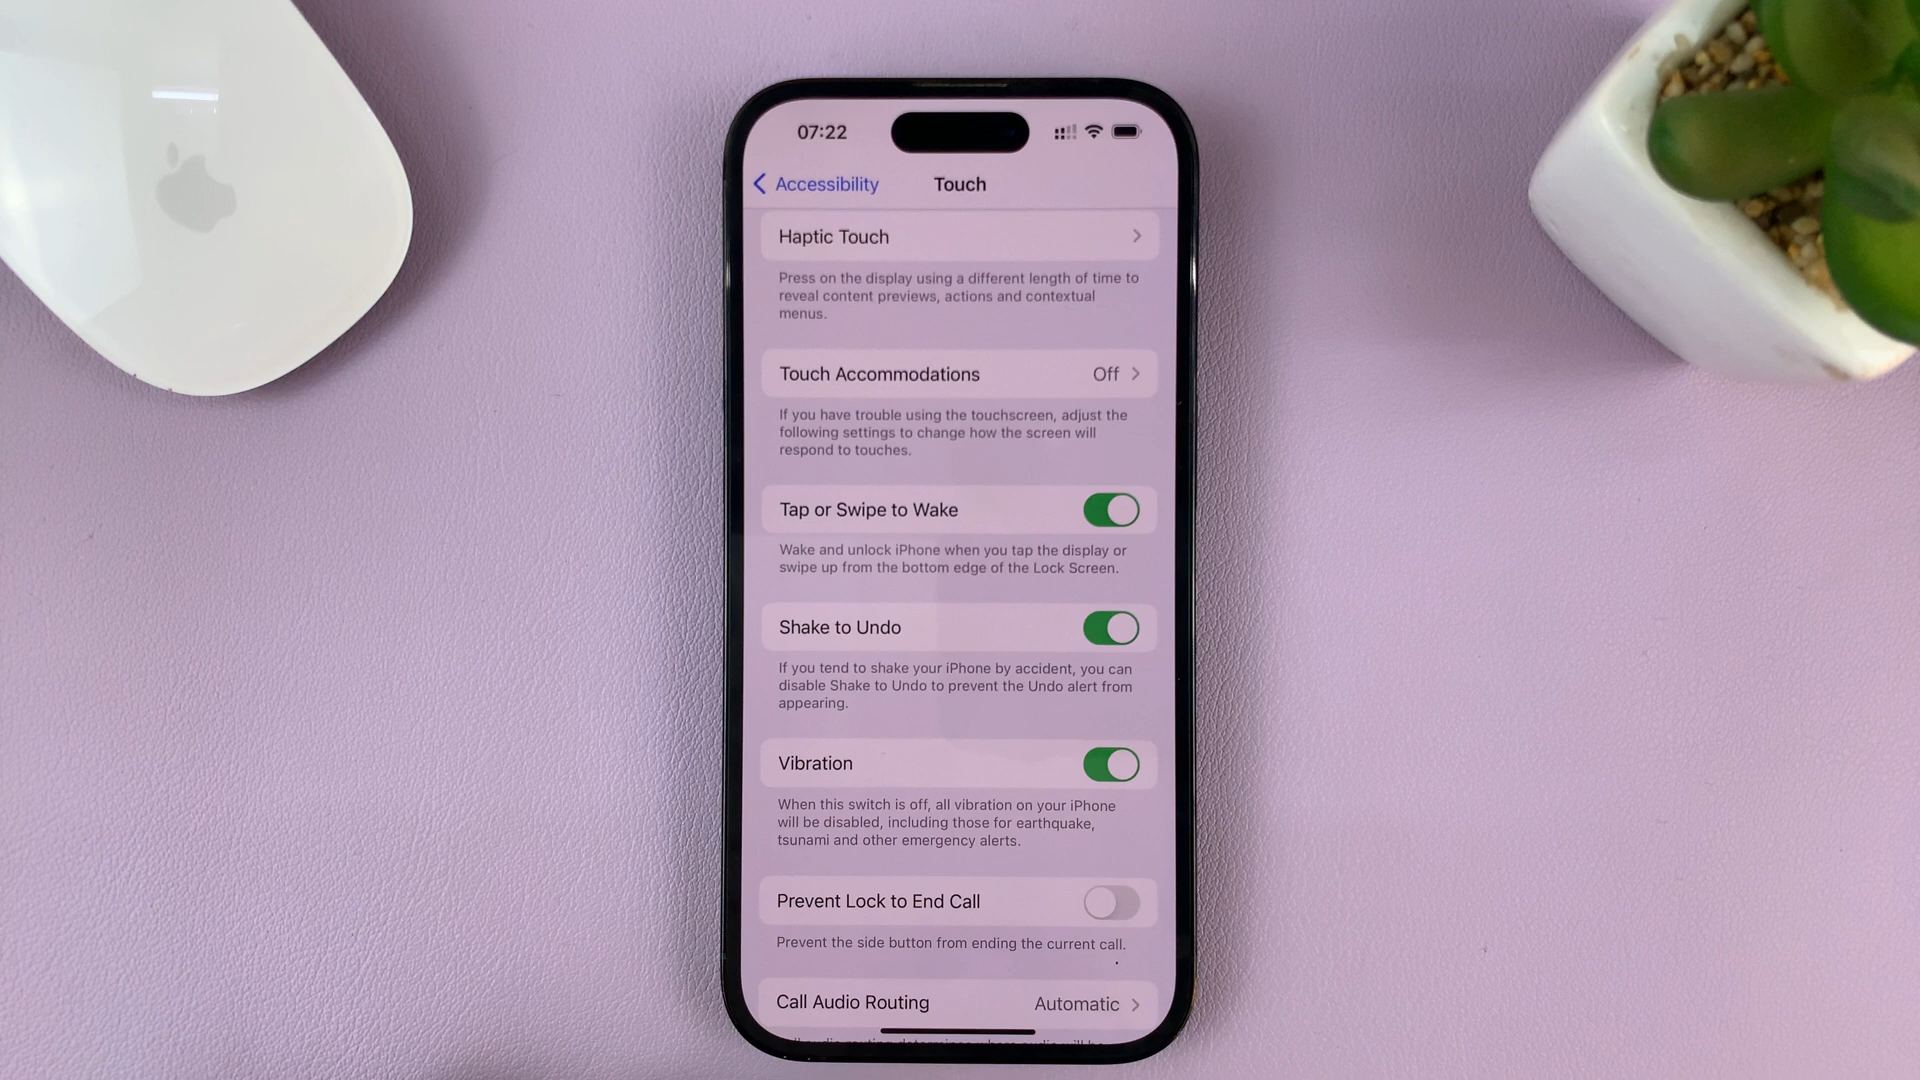 07:22
Accessibility Touch
Haptic Touch
Press on the display using a different length of time to
reveal content previews, actions and contextual
menus.
Touch Accommodations Off
If you have trouble using the touchscreen, adjust the
following settings to change how the screen will
respond to touches.
Tap or Swipe to Wake
Wake and unlock iPhone when you tap the display or
swipe up from the bottom edge of the Lock Screen.
Shake to Undo
If you tend to shake your iPhone by accident, you can
disable Shake to Undo to prevent the Undo alert from
appearing.
Vibration
When this switch is off, all vibration on your iPhone
will be disabled, including those for earthquake,
tsunami and other emergency alerts.
Prevent Lock to End Call
Prevent the side button from ending the current call.
Call Audio Routing Automatic